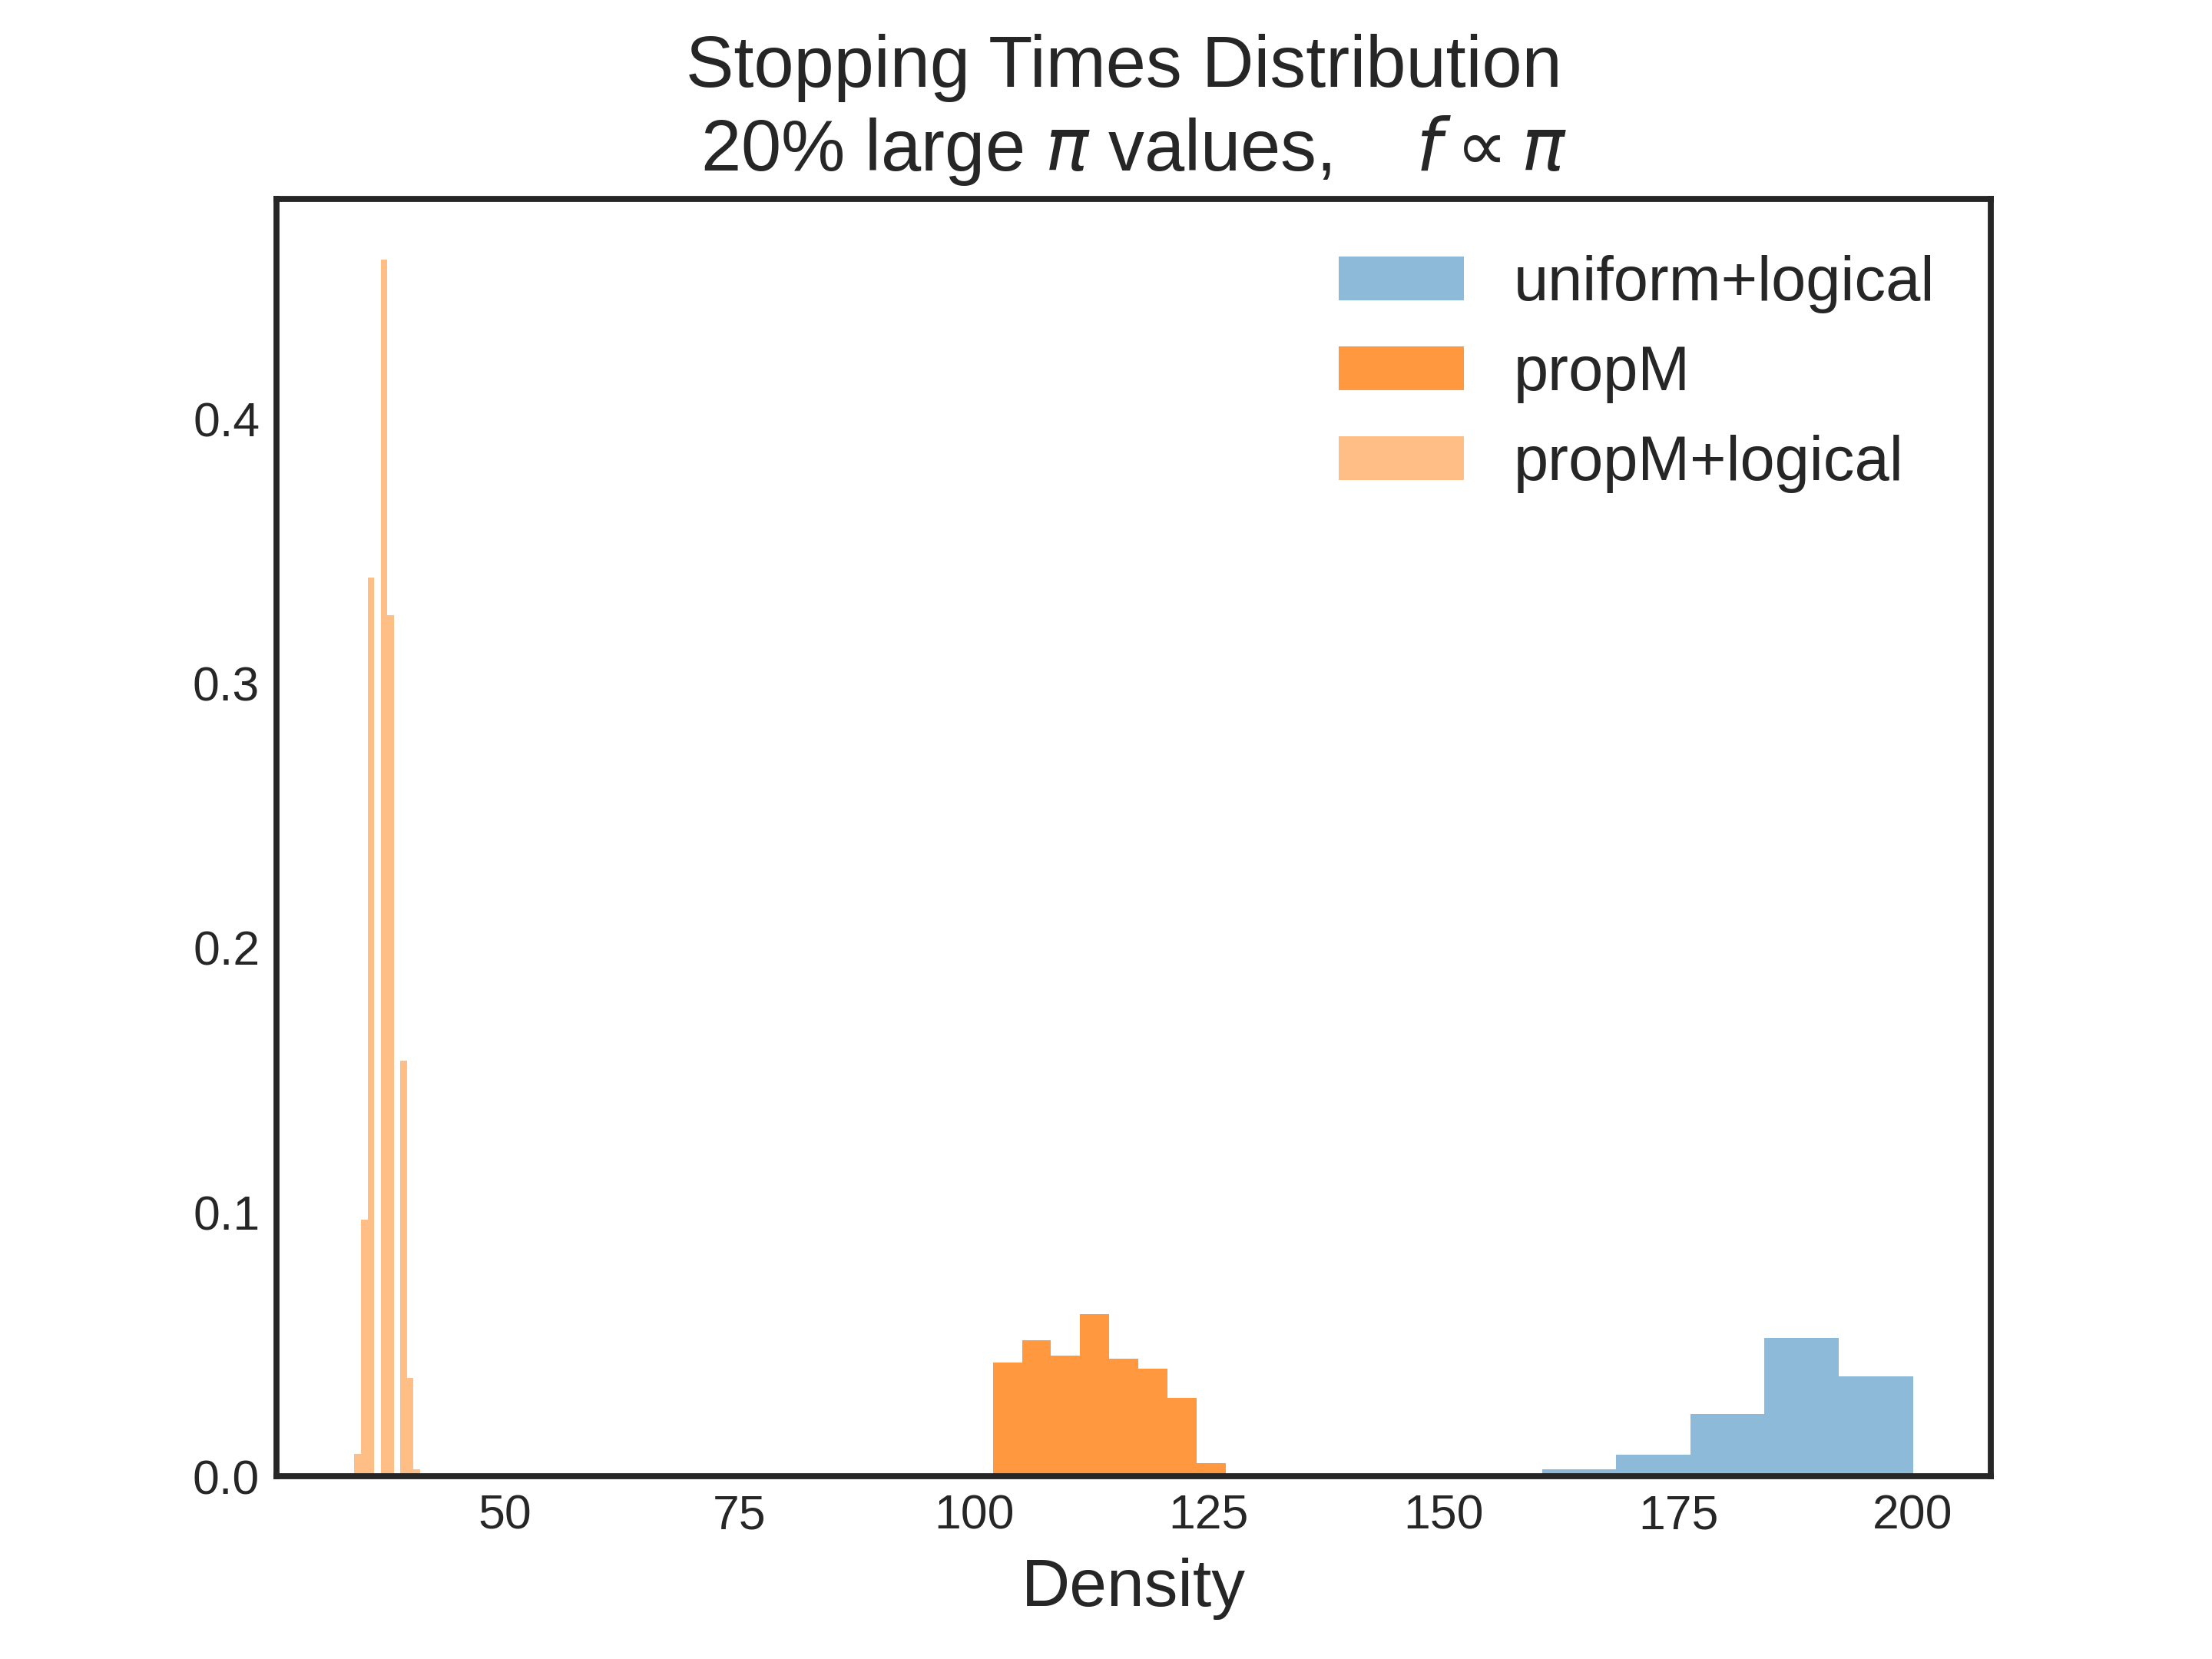 Stopping Times Distribution
20% large π values, f ∝ π
uniform+logical
propM
propM+logical
0.4
0.3
0.2
0.1
0.0
50 75 100 125 150 175 200
Density